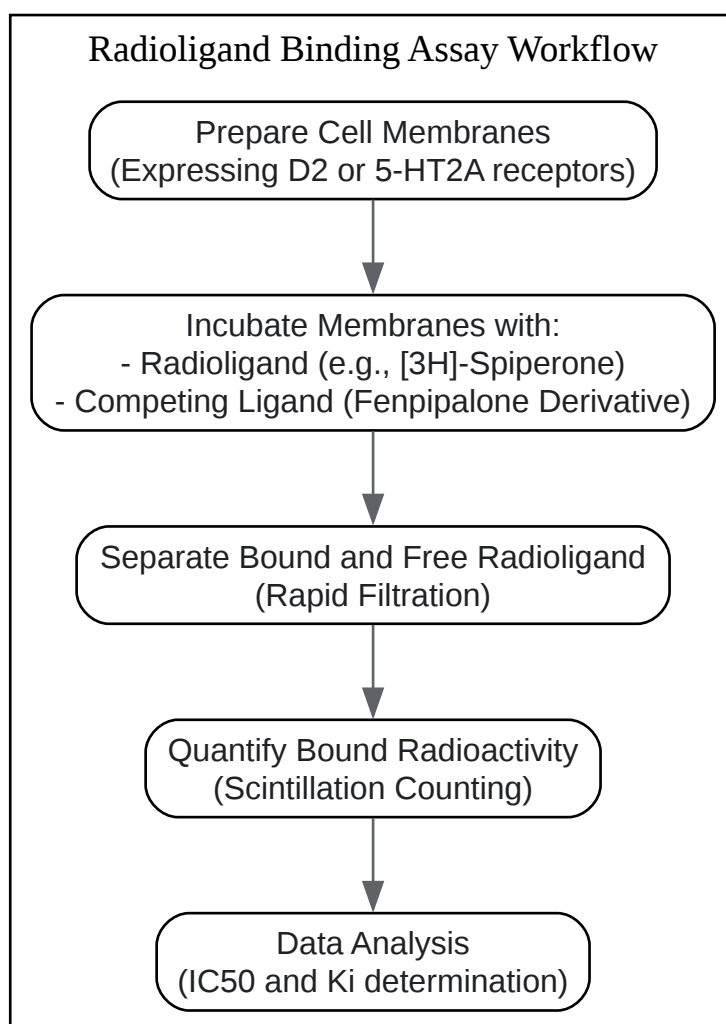 Radioligand Binding Assay Workflow
Prepare Cell Membranes
(Expressing D2 or 5-HT2A receptors)
Incubate Membranes with:
- Radioligand (e.g., [3H]-Spiperone)
- Competing Ligand (Fenpipalone Derivative)
Separate Bound and Free Radioligand
(Rapid Filtration)
Quantify Bound Radioactivity
(Scintillation Counting)
Data Analysis
(IC50 and Ki determination)